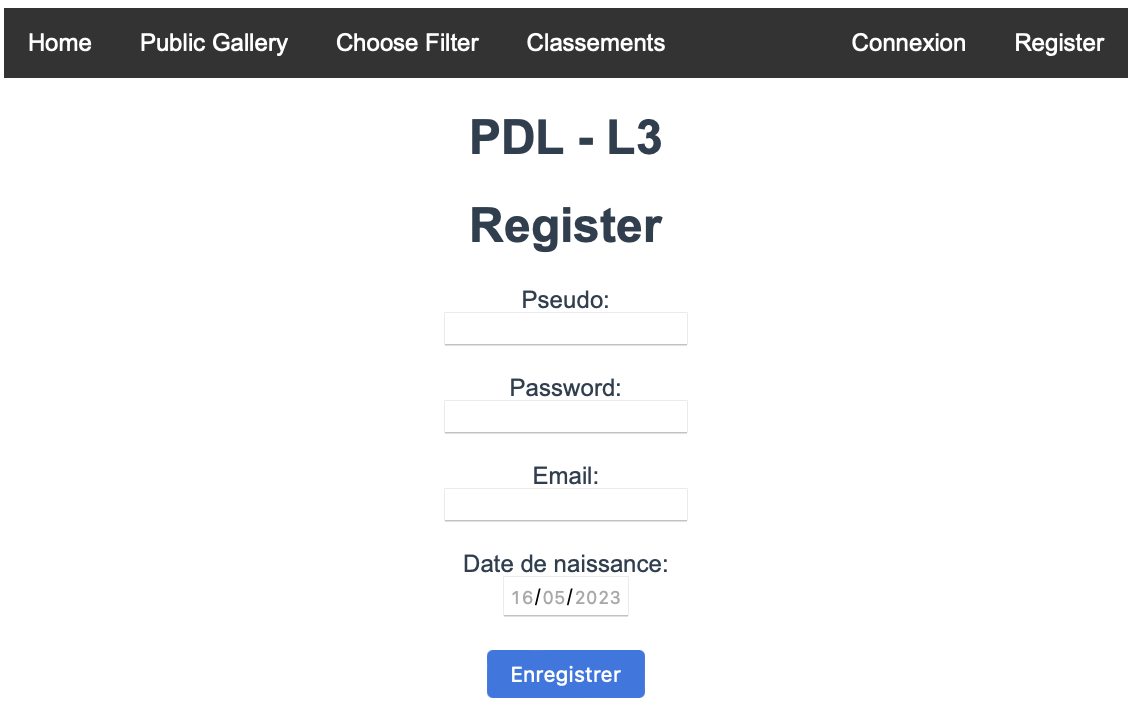 Home Public Gallery Choose Filter Classements Connexion Register
PDL - L3
Register
Pseudo:
Password:
Email:
Date de naissance:
16/05/2023
Enregistrer